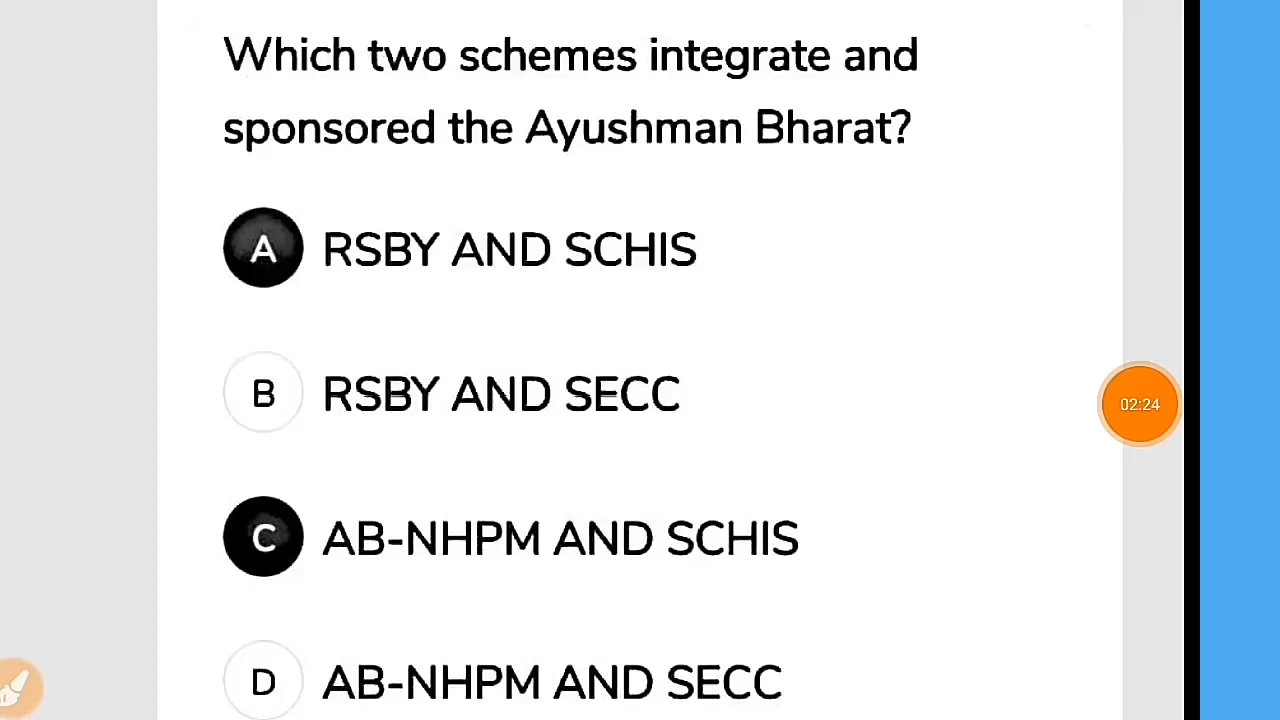 Which two schemes integrate and
sponsored the Ayushman Bharat?
A RSBY AND SCHIS
B RSBY AND SECC
02:24
C AB-NHPM AND SCHIS
D AB-NHPM AND SECC